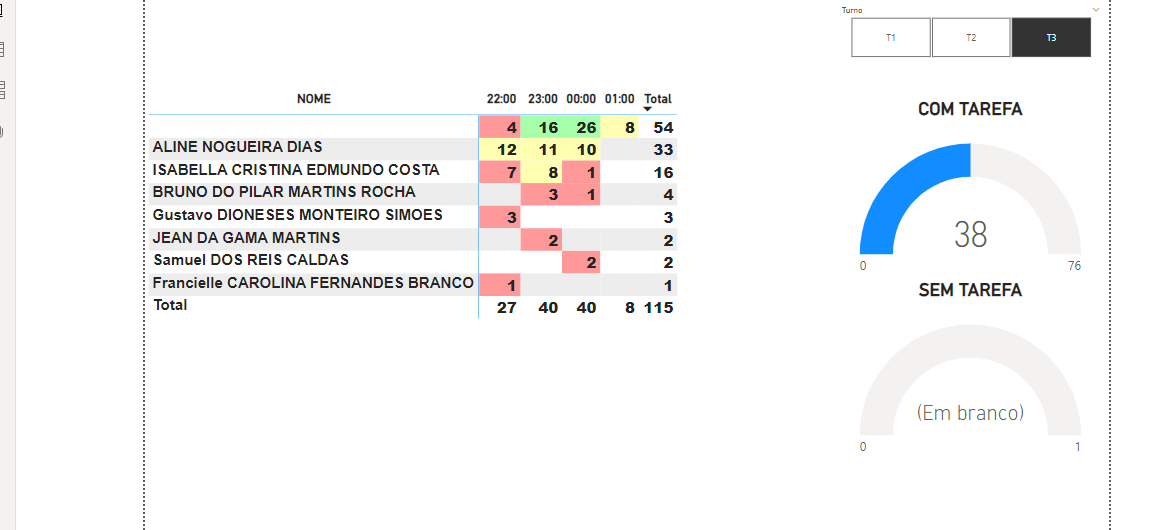 Turno
T1 T2 T3
NOME 22:00 23:00 00:00 01:00 Total
4 16 26 8 54
ALINE NOGUEIRA DIAS 12 11 10 33
ISABELLA CRISTINA EDMUNDO COSTA 7 8 1 16
BRUNO DO PILAR MARTINS ROCHA 3 1 4
Gustavo DIONESES MONTEIRO SIMOES 3 3
JEAN DA GAMA MARTINS 2 2
Samuel DOS REIS CALDAS 2 2
Francielle CAROLINA FERNANDES BRANCO 1 1
Total 27 40 40 8 115
COM TAREFA
38
0 76
SEM TAREFA
(Em branco)
0 1